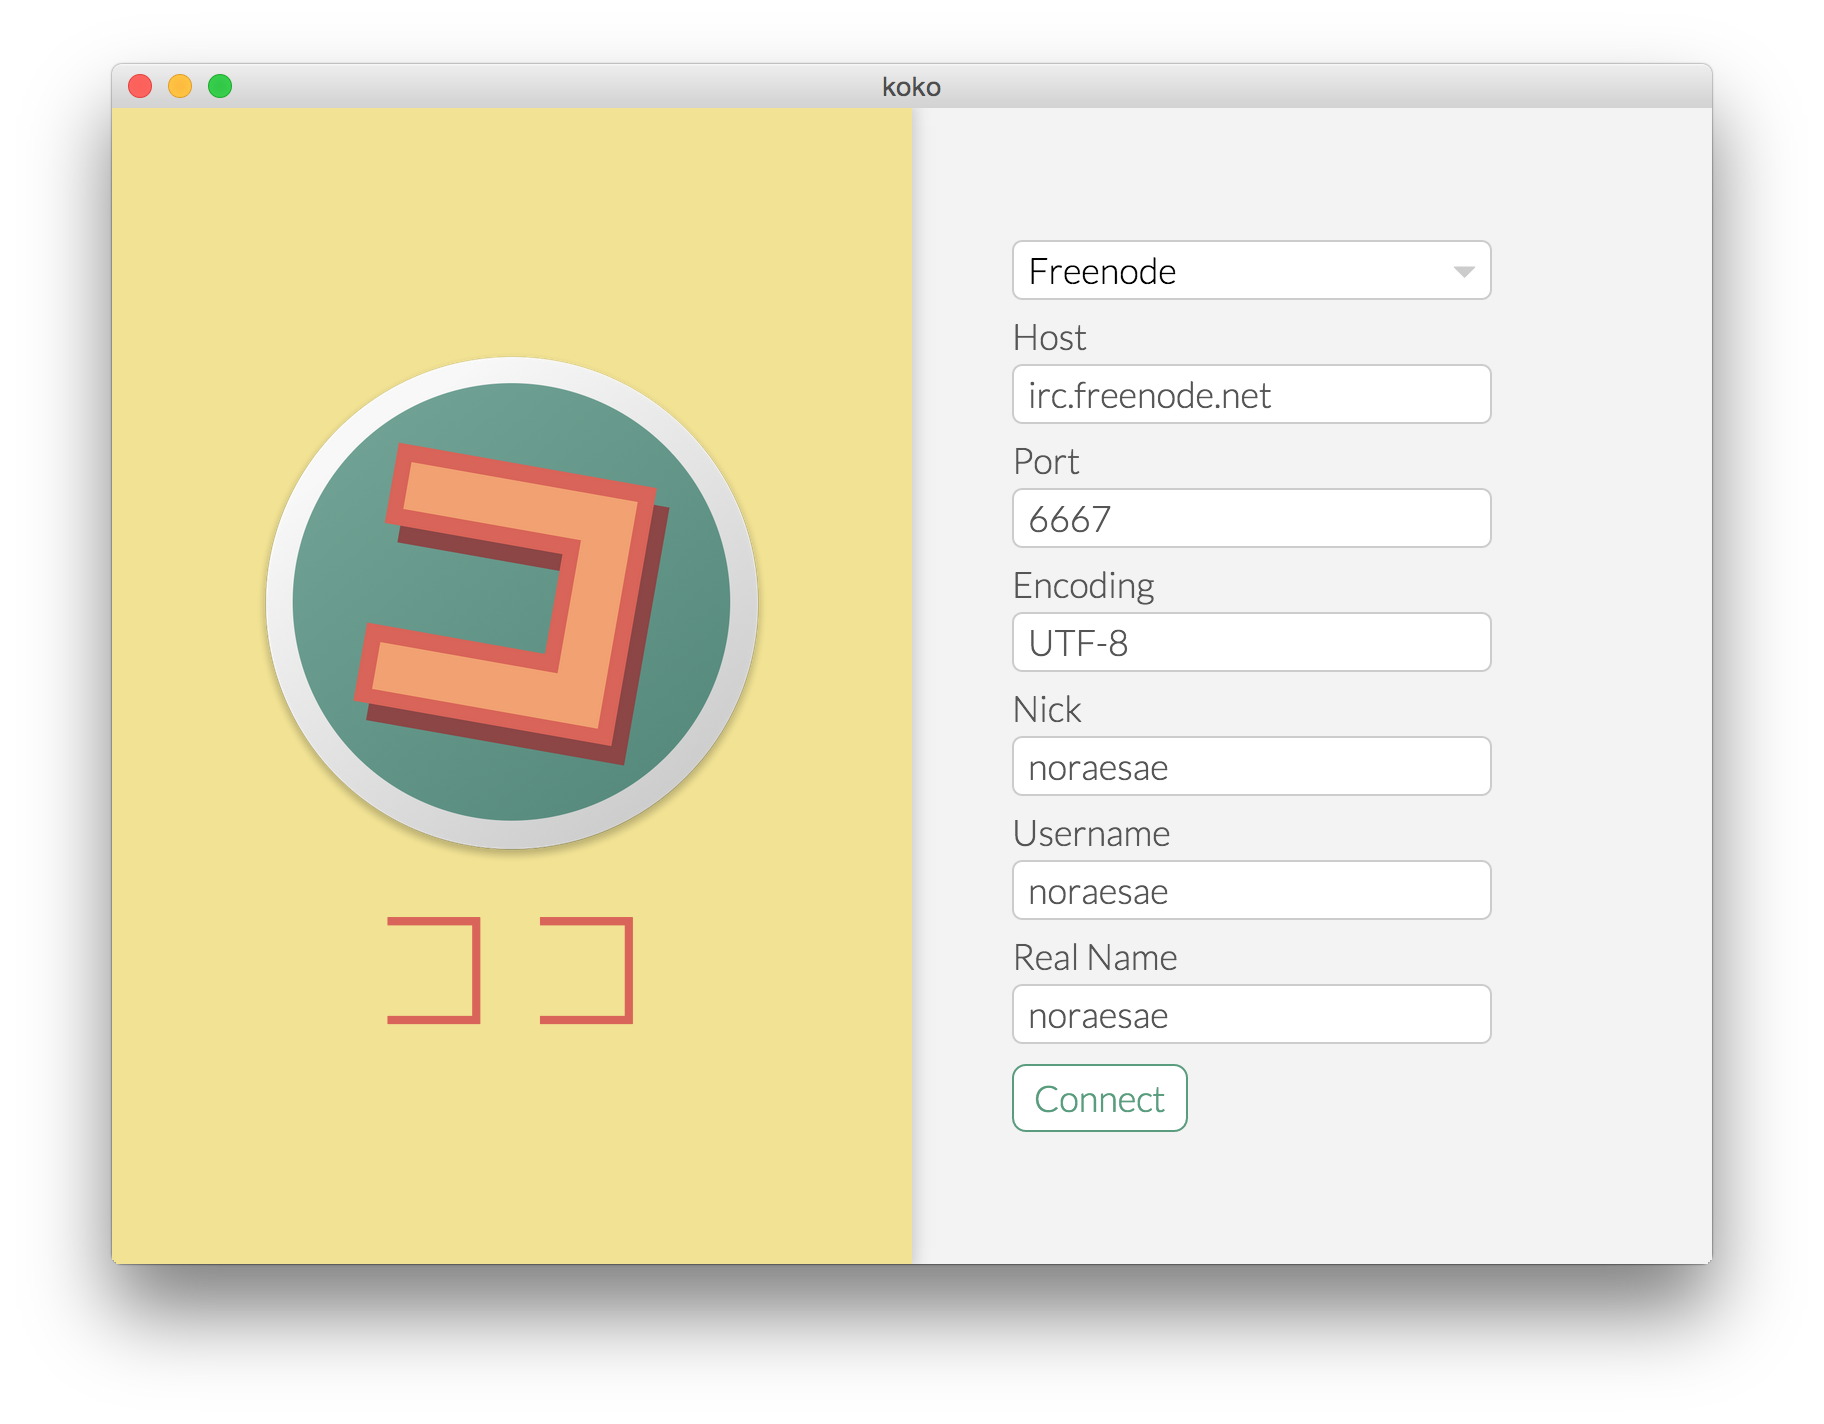 koko
コ
ココ
Freenode
Host
irc.freenode.net
Port
6667
Encoding
UTF-8
Nick
noraesae
Username
noraesae
Real Name
noraesae
Connect